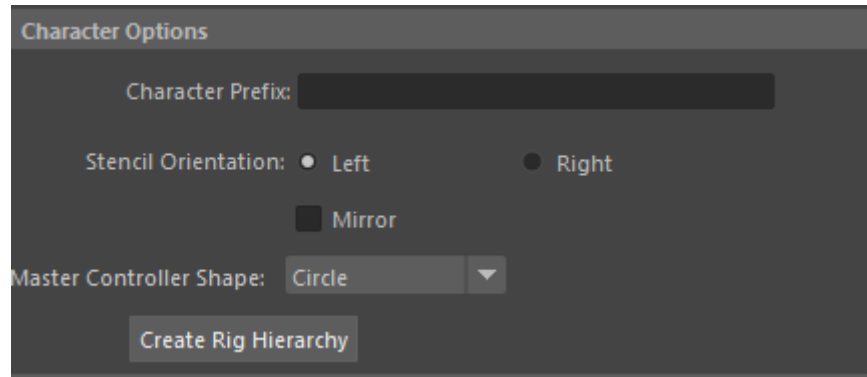 Character Options
Character Prefix:
Stencil Orientation: Left Right
Mirror
Master Controller Shape: Circle
Create Rig Hierarchy